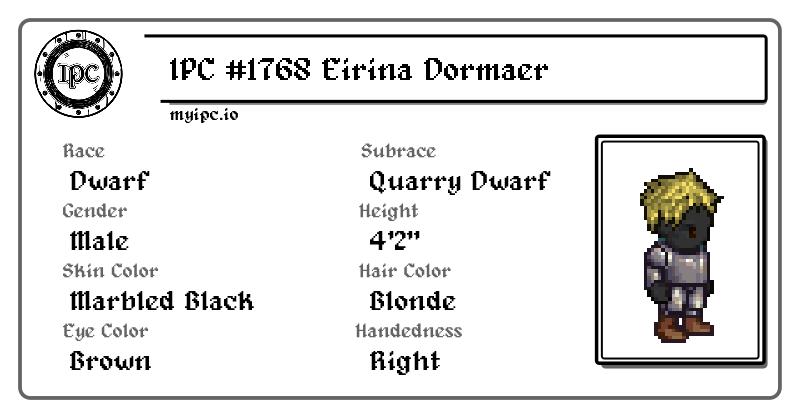 IPC
IPC #1768 Eirina Dormaer
myipc.io
Race
Dwarf
Subrace
Quarry Dwarf
Gender
Male
Height
4'2"
Skin Color
Marbled Black
Hair Color
Blonde
Eye Color
Brown
Handedness
Right